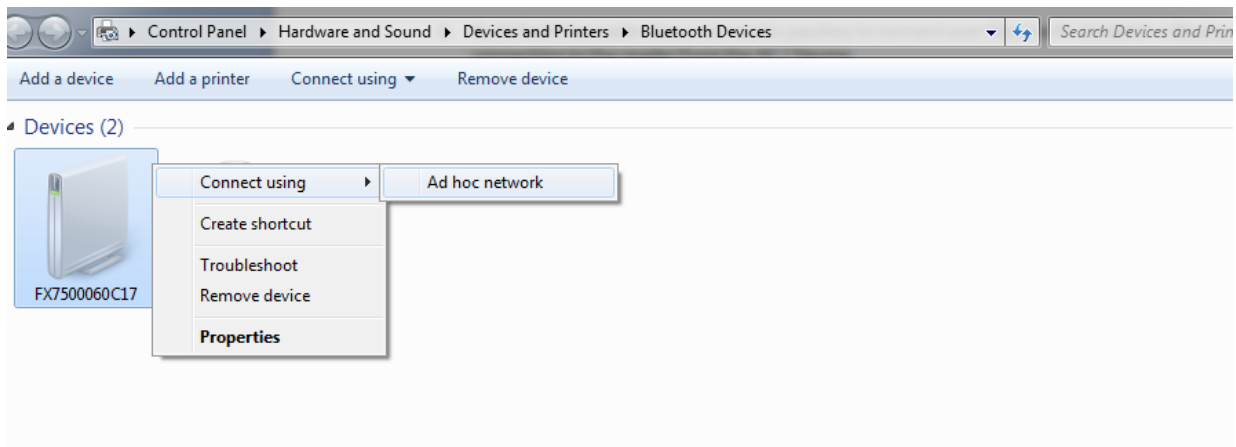 Control Panel Hardware and Sound Devices and Printers Bluetooth Devices Search Devices and Prin
Add a device Add a printer Connect using Remove device
Devices (2)
Connect using Ad hoc network
Create shortcut
Troubleshoot
FX7500060C17 Remove device
Properties